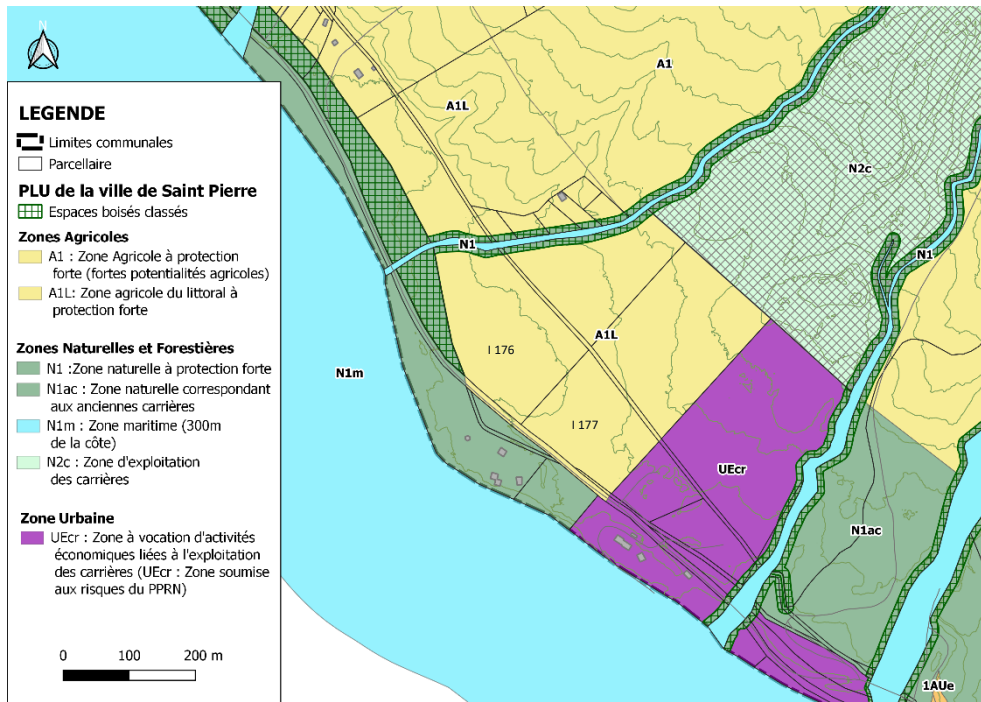 N
LEGENDE
Limites communales
Parcellaire
PLU de la ville de Saint Pierre
Espaces boisés classés
Zones Agricoles
A1 : Zone Agricole à protection
forte (fortes potentialités agricoles)
A1L: Zone agricole du littoral à
protection forte
Zones Naturelles et Forestières
N1 :Zone naturelle à protection forte
N1ac : Zone naturelle correspondant
aux anciennes carrières
N1m : Zone maritime (300m
de la côte)
N2c : Zone d'exploitation
des carrières
Zone Urbaine
UEcr : Zone à vocation d'activités
économiques liées à l'exploitation
des carrières (UEcr : Zone soumise
aux risques du PPRN)
0 100 200 m
A1
A1L
N2c
N1
N1
A1L
I 176
N1m
I 177
UEcr
N1ac
1AUe